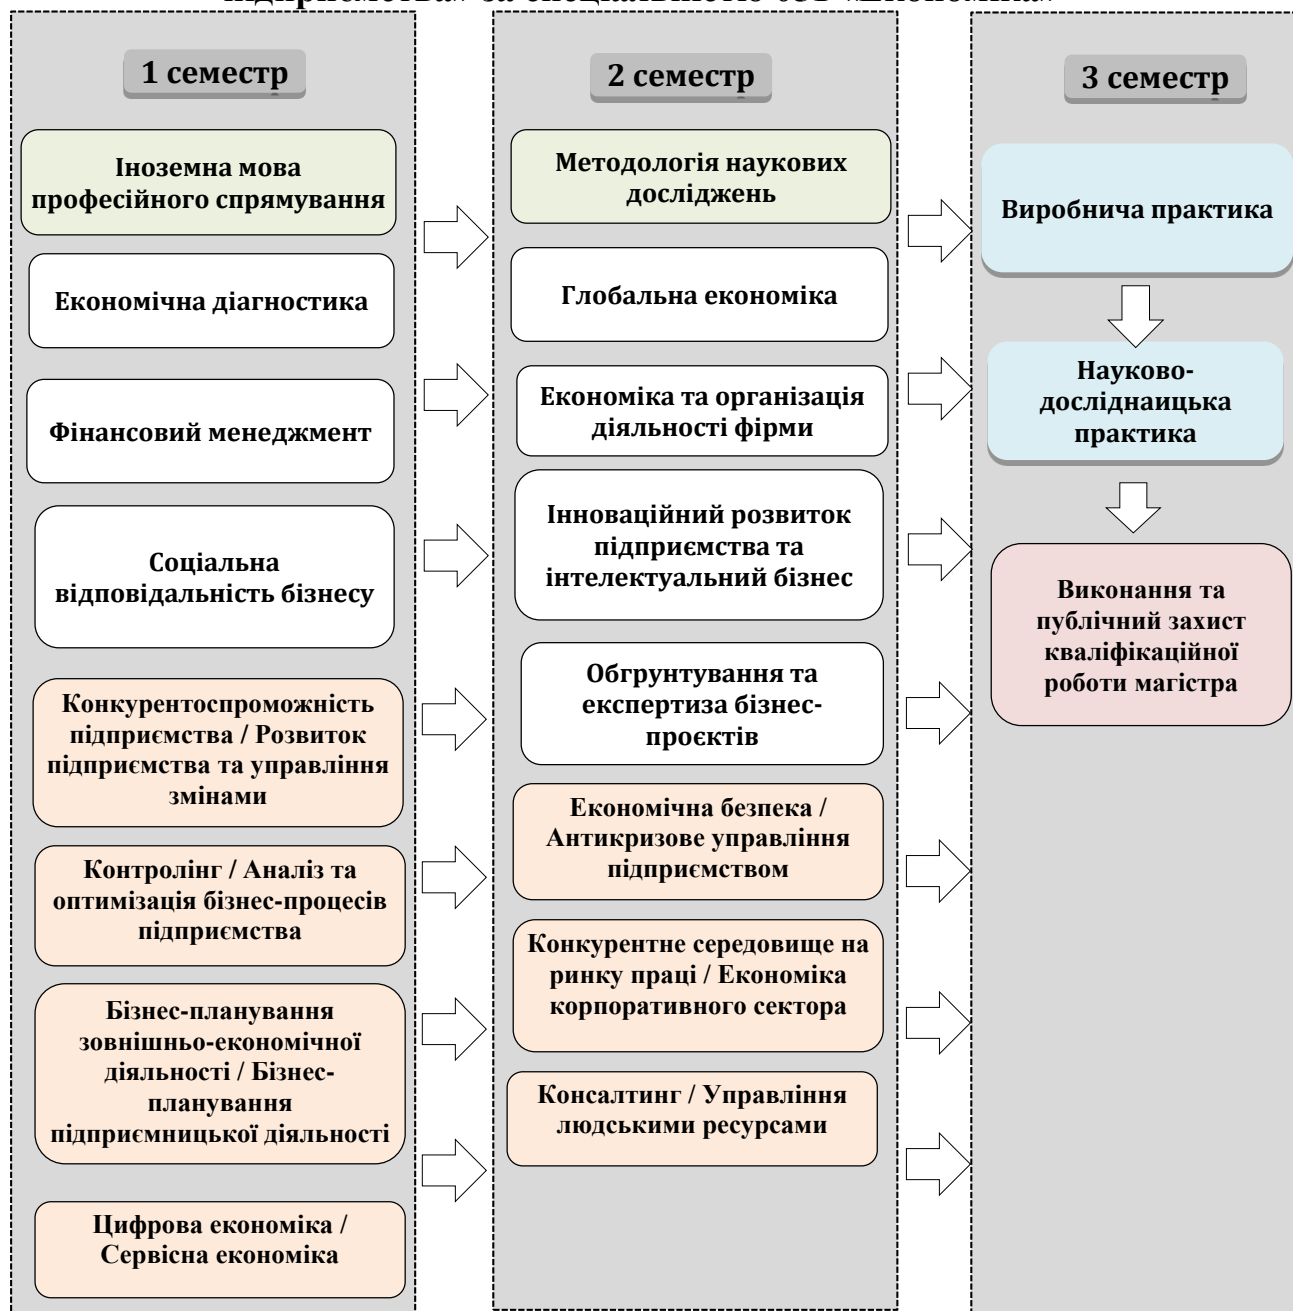 1 семестр
Іноземна мова
професійного спрямування
Економічна діагностика
Фінансовий менеджмент
Соціальна
відповідальність бізнесу
Конкурентоспроможність
підприємства / Розвиток
підприємства та управління
змінами
Контролінг / Аналіз та
оптимізація бізнес-процесів
підприємства
Бізнес-планування
зовнішньо-економічної
діяльності / Бізнес-
планування
підприємницької діяльності
Цифрова економіка /
Сервісна економіка
2 семестр
Методологія наукових
досліджень
Глобальна економіка
Економіка та організація
діяльності фірми
Інноваційний розвиток
підприємства та
інтелектуальний бізнес
Обгрунтування та
експертиза бізнес-
проєктів
Економічна безпека /
Антикризове управління
підприємством
Конкурентне середовище на
ринку праці / Економіка
корпоративного сектора
Консалтинг / Управління
людськими ресурсами
3 семестр
Виробнича практика
Науково-
досліднаицька
практика
Виконання та
публічний захист
кваліфікаційної
роботи магістра